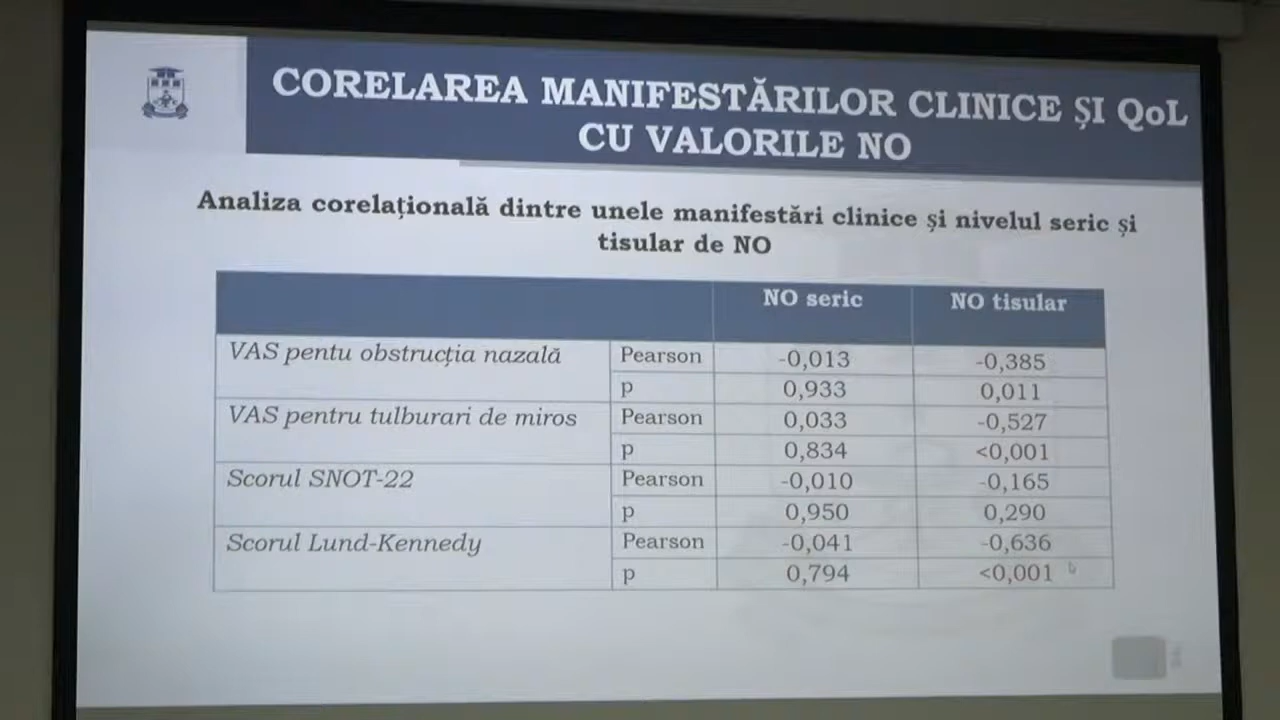 CORELAREA MANIFESTĂRILOR CLINICE ȘI QoL
CU VALORILE NO
Analiza corelațională dintre unele manifestări clinice și nivelul seric și
tisular de NO
NO seric NO tisular
VAS pentu obstrucția nazală Pearson -0,013 -0,385
p 0,933 0,011
VAS pentru tulburari de miros Pearson 0,033 -0,527
p 0,834 <0,001
Scorul SNOT-22 Pearson -0,010 -0,165
p 0,950 0,290
Scorul Lund-Kennedy Pearson -0,041 -0,636
p 0,794 <0,001